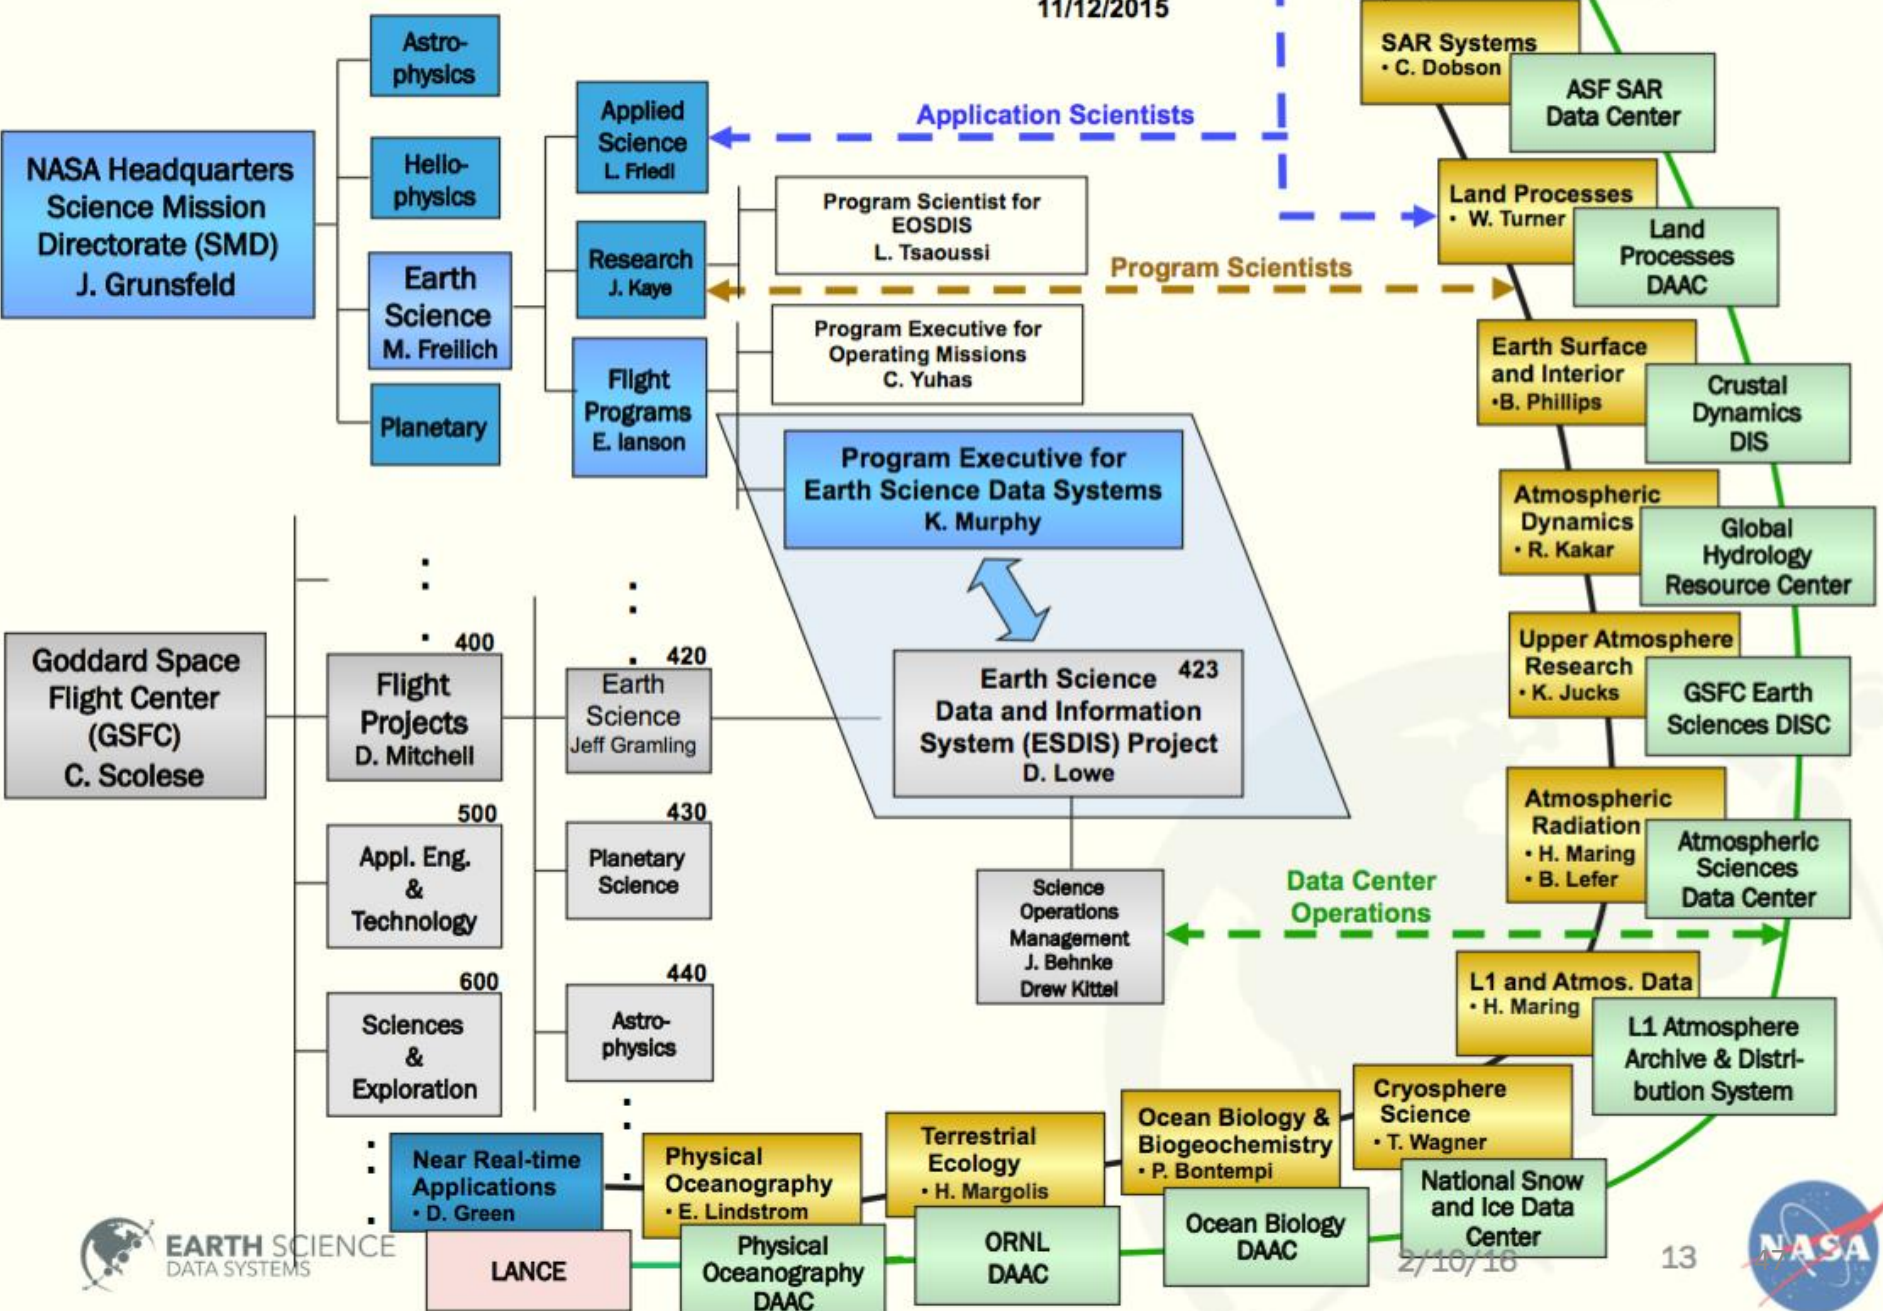 11/12/2015
Astro-
physics
Helio-
physics
NASA Headquarters
Science Mission
Directorate (SMD)
J. Grunsfeld
Earth
Science
M. Freilich
Planetary
Applied
Science
L. Friedl
Research
J. Kaye
Flight
Programs
E. Ianson
Application Scientists
Program Scientist for
EOSDIS
L. Tsaoussi
Program Scientists
Program Executive for
Operating Missions
C. Yuhas
Program Executive for
Earth Science Data Systems
K. Murphy
Goddard Space
Flight Center
(GSFC)
C. Scolese
400
Flight
Projects
D. Mitchell
500
Appl. Eng.
&
Technology
600
Sciences
&
Exploration
420
Earth
Science
Jeff Gramling
430
Planetary
Science
440
Astro-
physics
Earth Science 423
Data and Information
System (ESDIS) Project
D. Lowe
Science
Operations
Management
J. Behnke
Drew Kittel
Data Center
Operations
SAR Systems
• C. Dobson
ASF SAR
Data Center
Land Processes
• W. Turner
Land
Processes
DAAC
Earth Surface
and Interior
•B. Phillips
Crustal
Dynamics
DIS
Atmospheric
Dynamics
• R. Kakar
Global
Hydrology
Resource Center
Upper Atmosphere
Research
• K. Jucks
GSFC Earth
Sciences DISC
Atmospheric
Radiation
• H. Maring
• B. Lefer
Atmospheric
Sciences
Data Center
L1 and Atmos. Data
• H. Maring
L1 Atmosphere
Archive & Distri-
bution System
Cryosphere
Science
• T. Wagner
National Snow
and Ice Data
Center
Ocean Biology &
Biogeochemistry
• P. Bontempi
Ocean Biology
DAAC
Terrestrial
Ecology
• H. Margolis
ORNL
DAAC
Physical
Oceanography
• E. Lindstrom
Physical
Oceanography
DAAC
Near Real-time
Applications
• D. Green
LANCE
EARTH SCIENCE
DATA SYSTEMS
2/10/16
13
47
NASA